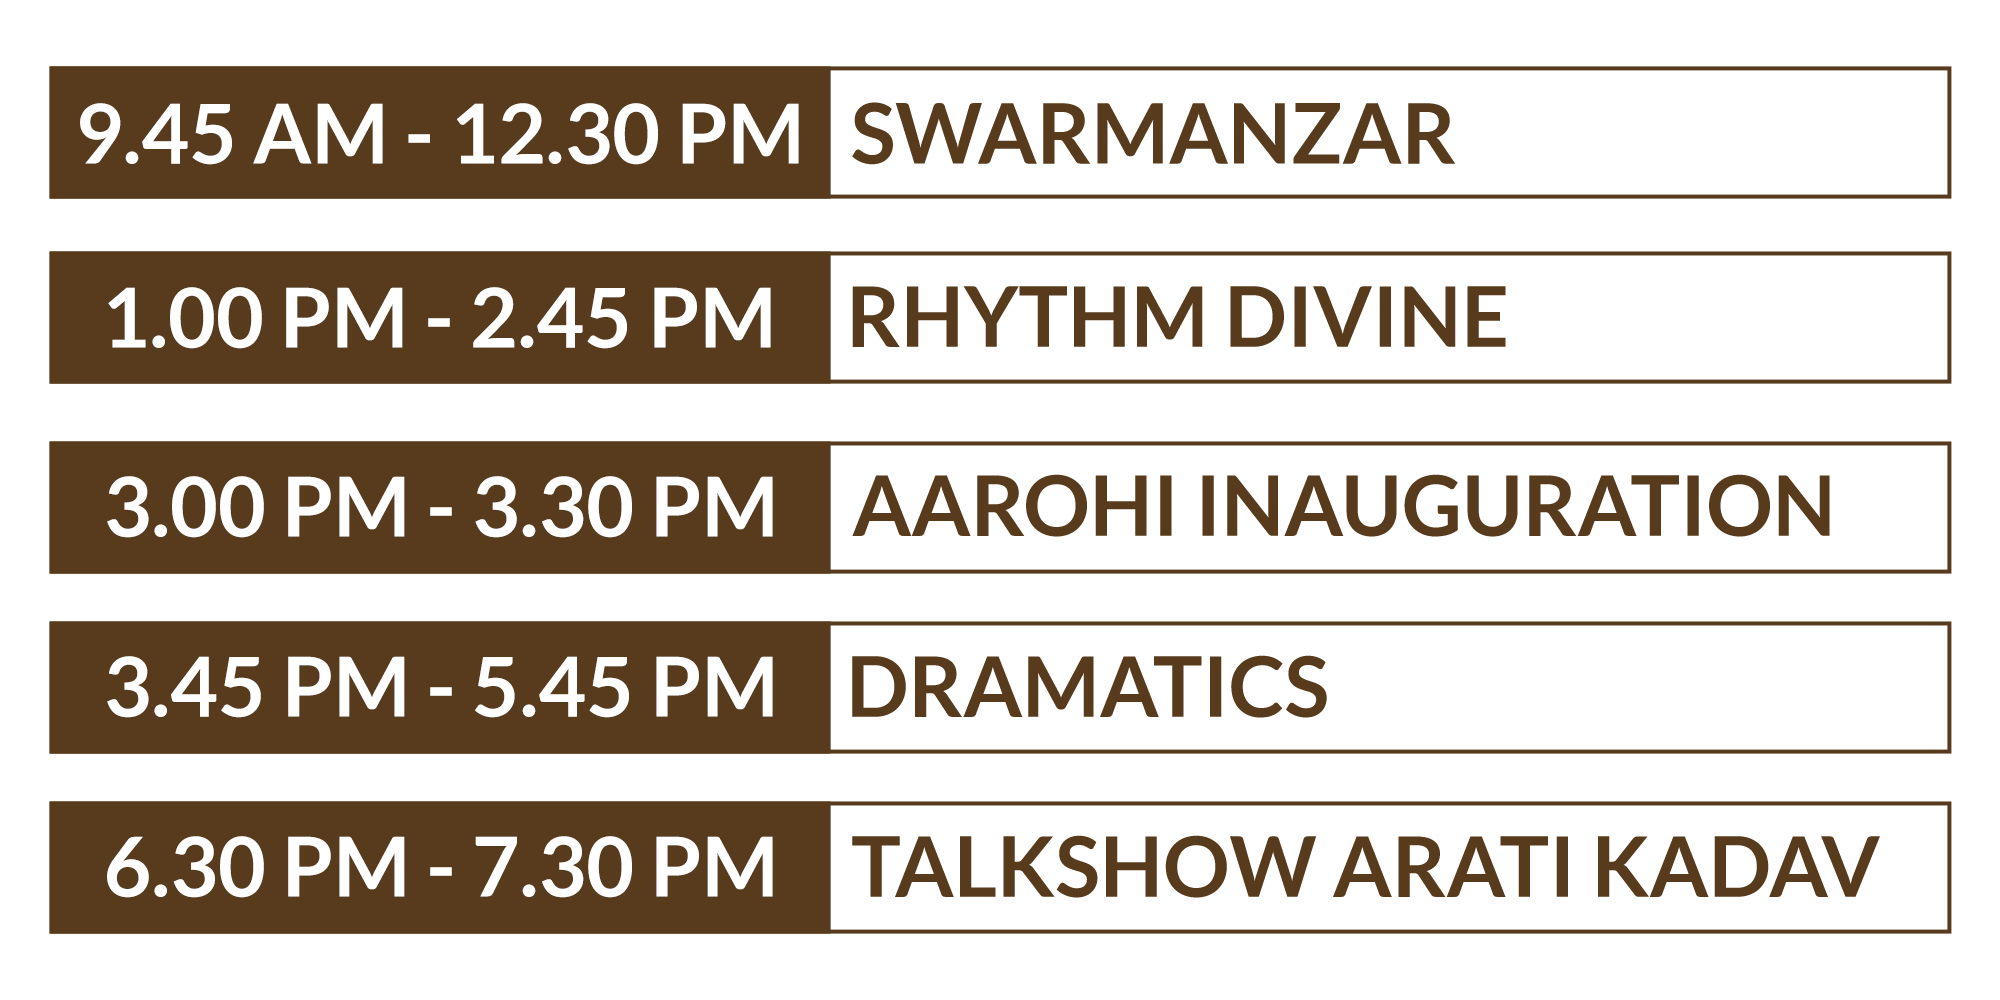 9.45 AM - 12.30 PM SWARMANZAR
1.00 PM - 2.45 PM RHYTHM DIVINE
3.00 PM - 3.30 PM AAROHI INAUGURATION
3.45 PM - 5.45 PM DRAMATICS
6.30 PM - 7.30 PM TALKSHOW ARATI KADAV